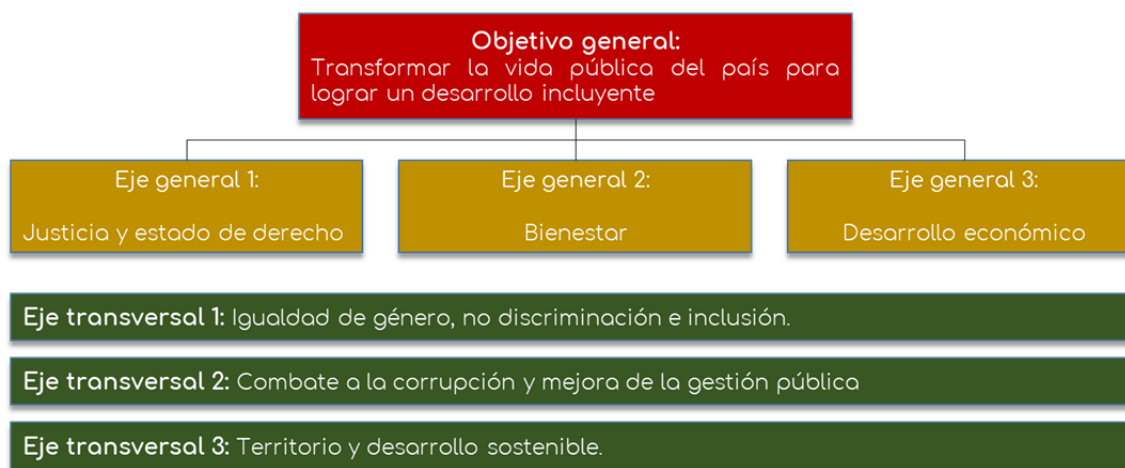 Objetivo general:
Transformar la vida pública del país para
lograr un desarrollo incluyente
Eje general 1:
Justicia y estado de derecho
Eje general 2:
Bienestar
Eje general 3:
Desarrollo económico
Eje transversal 1: Igualdad de género, no discriminación e inclusión.
Eje transversal 2: Combate a la corrupción y mejora de la gestión pública
Eje transversal 3: Territorio y desarrollo sostenible.